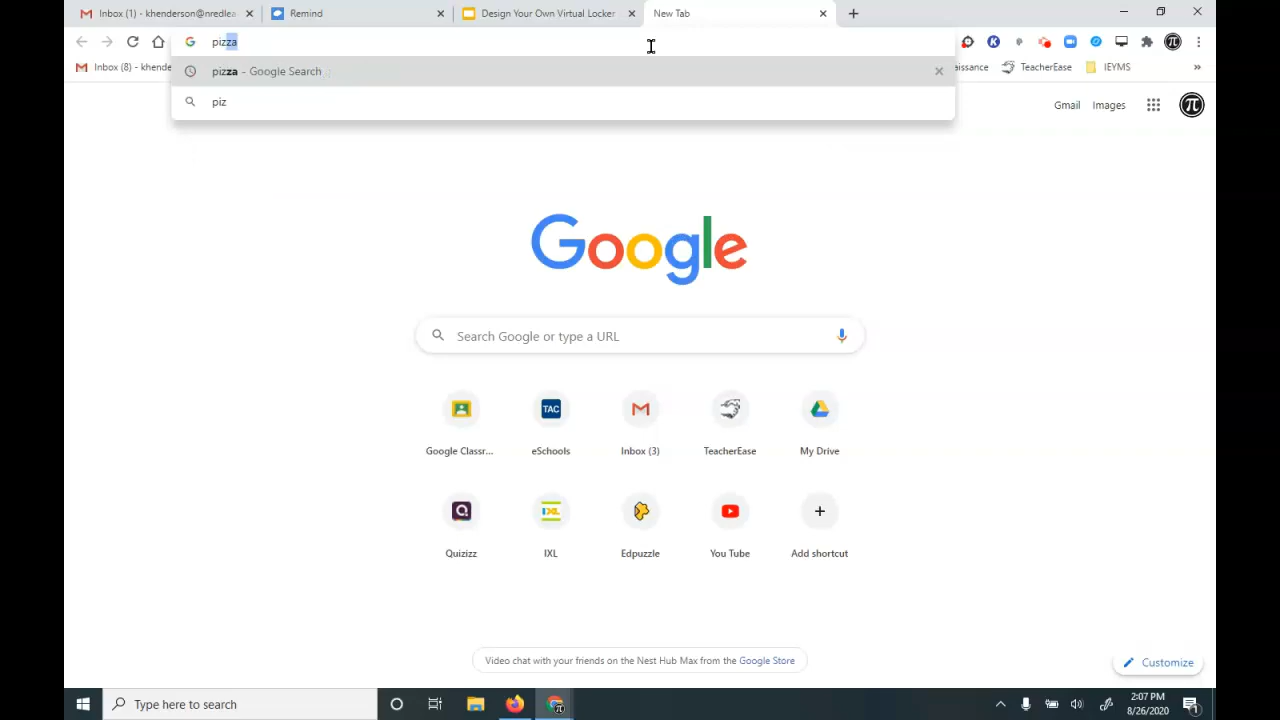 Inbox (1) - khenderson@nredlea
Remind
Design Your Own Virtual Locker
New Tab
pizza
Inbox (8) - khende
aissance
TeacherEase
IEYMS
pizza - Google Search
piz
Gmail
Images
Google
Search Google or type a URL
TAC
Google Classr...
eSchools
Inbox (3)
TeacherEase
My Drive
IXL
Quizizz
IXL
Edpuzzle
You Tube
Add shortcut
Video chat with your friends on the Nest Hub Max from the Google Store
Customize
Type here to search
2:07 PM
8/26/2020